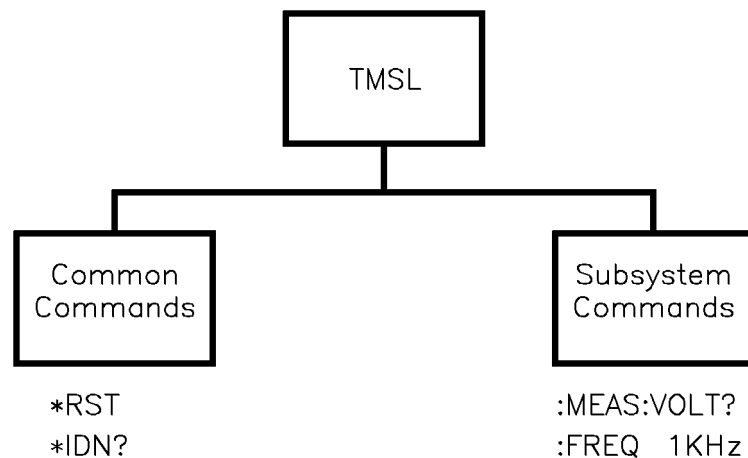 TMSL
Common
Commands
Subsystem
Commands
*RST
*IDN?
:MEAS:VOLT?
:FREQ 1KHz